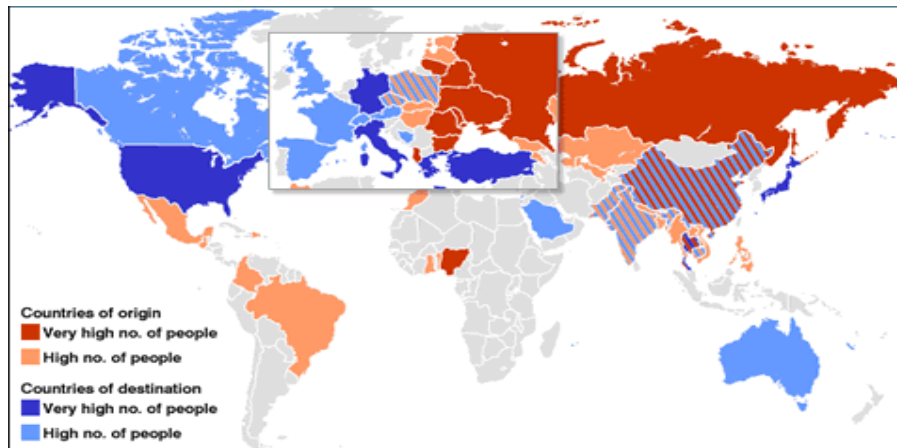 Countries of origin
Very high no. of people
High no. of people
Countries of destination
Very high no. of people
High no. of people